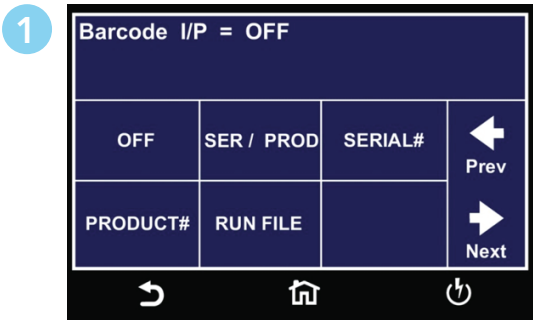 1
Barcode I/P = OFF
OFF
SER / PROD
SERIAL#
Prev
PRODUCT#
RUN FILE
Next